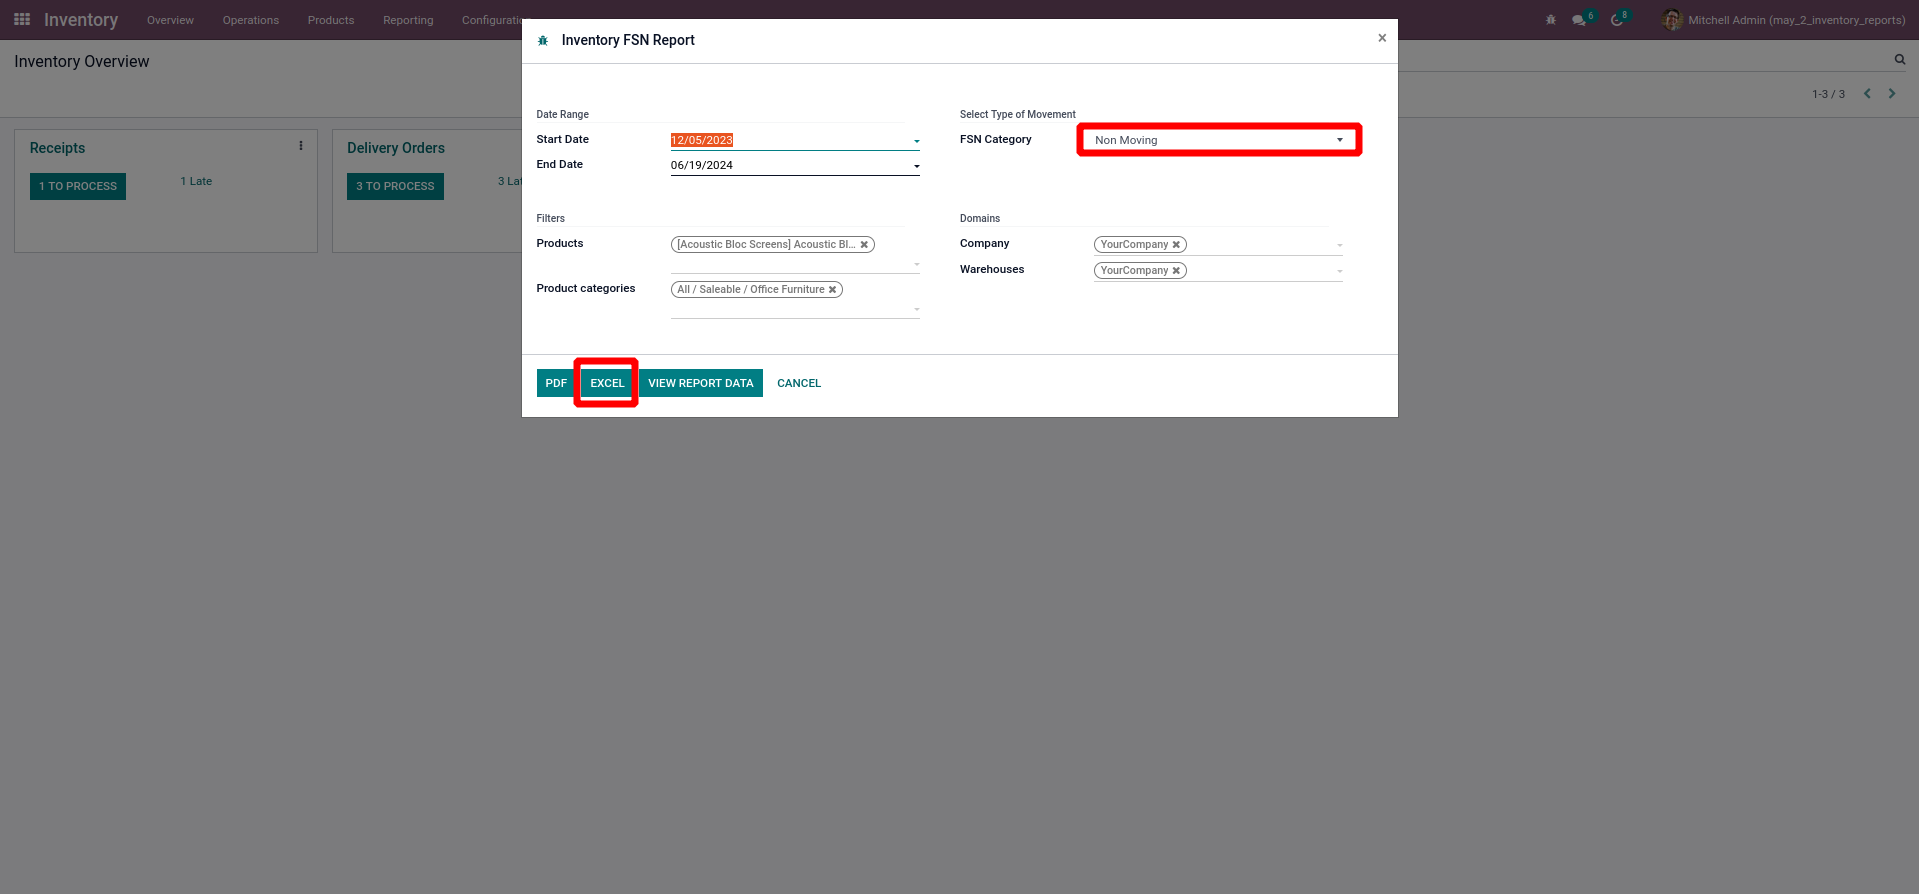 Inventory Overview Operations Products Reporting Configuratio
6 8 Mitchell Admin (may_2_inventory_reports)
Inventory Overview
1-3 / 3
Receipts
1 TO PROCESS 1 Late
Delivery Orders
3 TO PROCESS 3 Lat
Inventory FSN Report ×
Date Range
Start Date 12/05/2023
End Date 06/19/2024
Select Type of Movement
FSN Category Non Moving
Filters
Products [Acoustic Bloc Screens] Acoustic Bl... ✖
Product categories All / Saleable / Office Furniture ✖
Domains
Company YourCompany ✖
Warehouses YourCompany ✖
PDF EXCEL VIEW REPORT DATA CANCEL